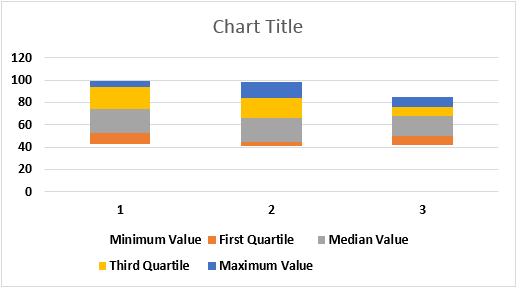 Chart Title
120
100
80
60
40
20
0
1 2 3
Minimum Value First Quartile Median Value
Third Quartile Maximum Value